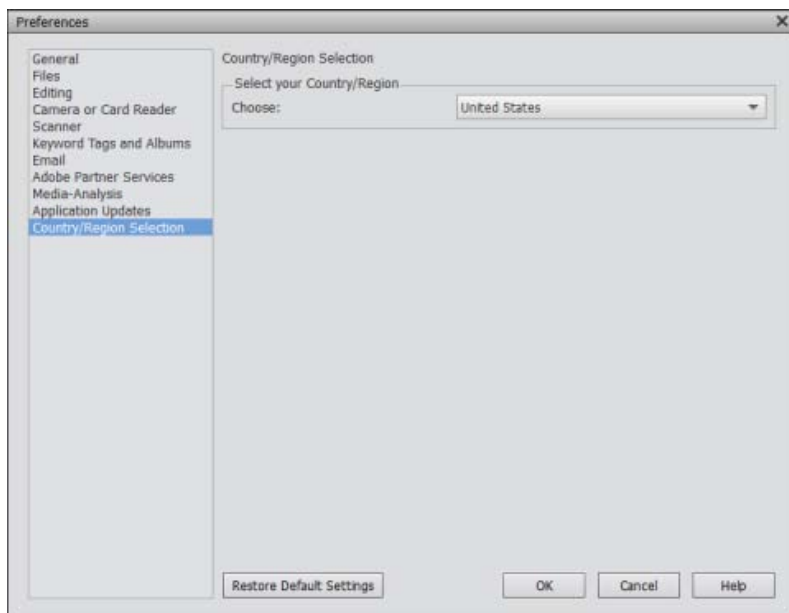 Preferences
General
Files
Editing
Camera or Card Reader
Scanner
Keyword Tags and Albums
Email
Adobe Partner Services
Media-Analysis
Application Updates
Country/Region Selection
Country/Region Selection
Select your Country/Region
Choose: United States
Restore Default Settings OK Cancel Help